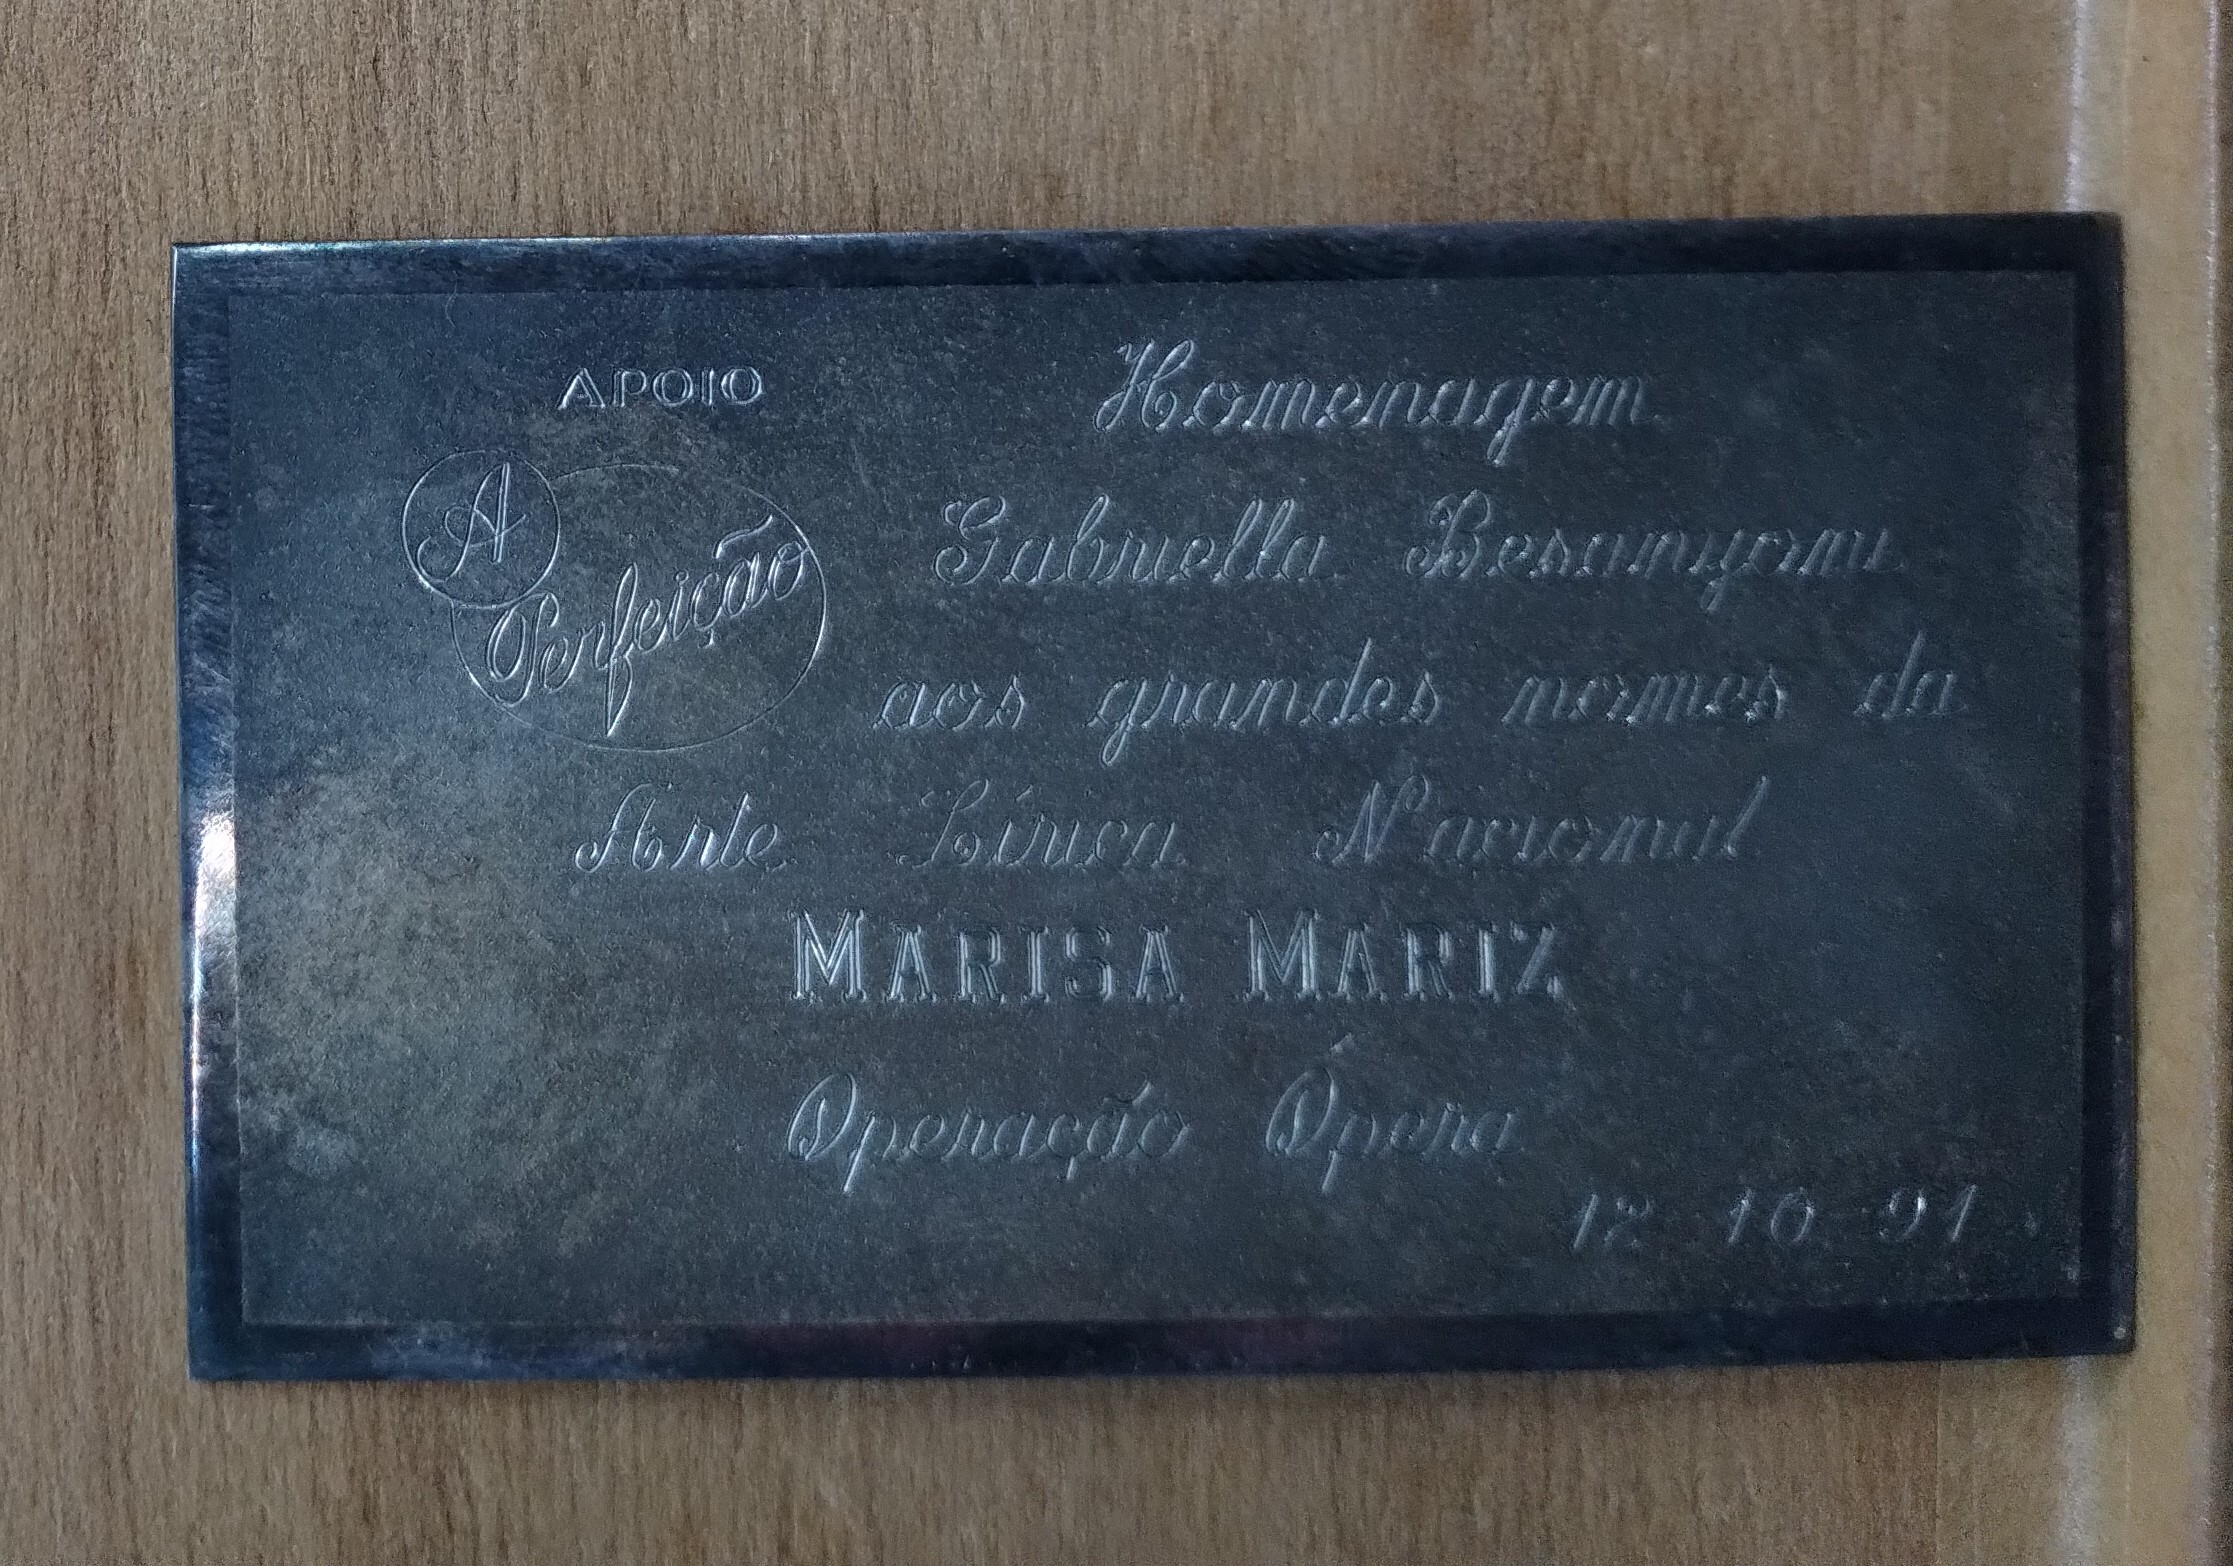 APOIO
A
Perfeição
Homenagem
Gabriella Besanzoni
aos grandes nomes da
Arte Lírica Nacional
MARISA MARIZ
Operação Ópera
12 10 91